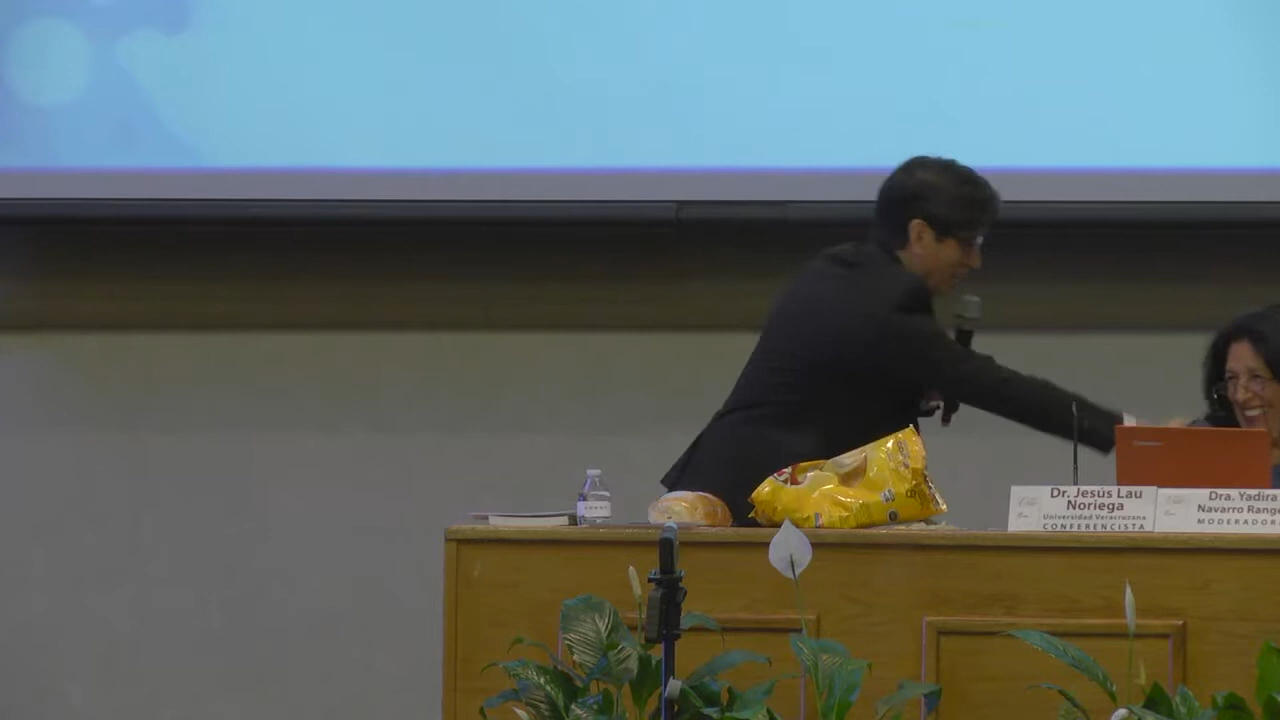 Dr. Jesús Lau
Noriega
Universidad Veracruzana
CONFERENCISTA
Dra. Yadira
Navarro Range
MODERADOR